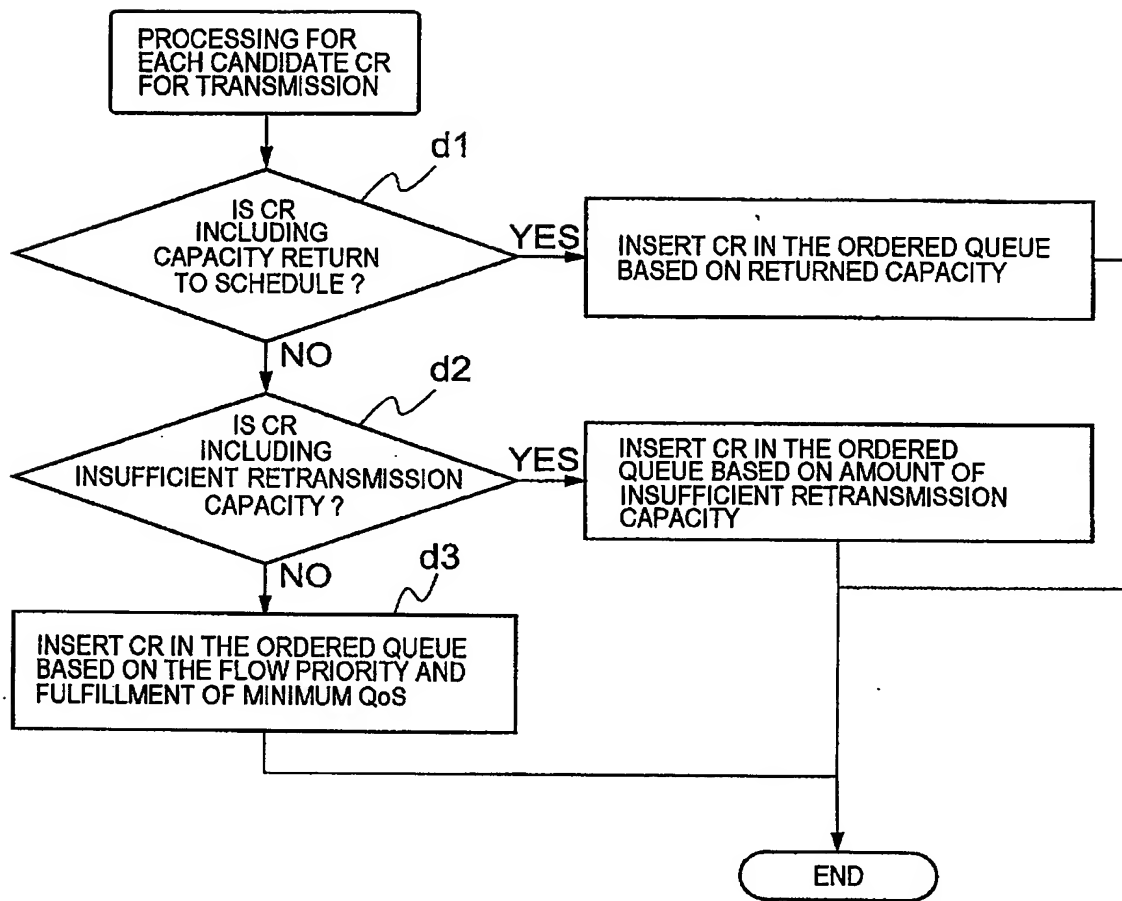 PROCESSING FOR
EACH CANDIDATE CR
FOR TRANSMISSION
d1
IS CR
INCLUDING
CAPACITY RETURN
TO SCHEDULE ?
YES
INSERT CR IN THE ORDERED QUEUE
BASED ON RETURNED CAPACITY
NO
d2
IS CR
INCLUDING
INSUFFICIENT RETRANSMISSION
CAPACITY ?
YES
INSERT CR IN THE ORDERED
QUEUE BASED ON AMOUNT OF
INSUFFICIENT RETRANSMISSION
CAPACITY
NO
d3
INSERT CR IN THE ORDERED QUEUE
BASED ON THE FLOW PRIORITY AND
FULFILLMENT OF MINIMUM QoS
END